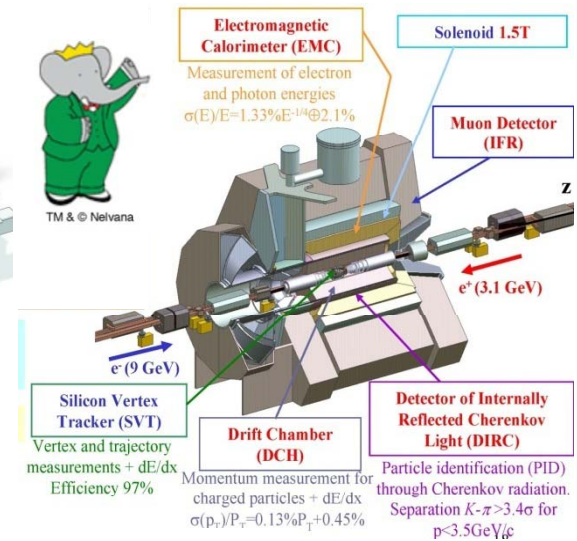 Electromagnetic
Calorimeter (EMC)
Measurement of electron
and photon energies
σ(E)/E=1.33%E⁻¹/⁴⊕2.1%
Solenoid 1.5T
Muon Detector
(IFR)
TM & © Nelvana
z
e⁺ (3.1 GeV)
e⁻ (9 GeV)
Silicon Vertex
Tracker (SVT)
Vertex and trajectory
measurements + dE/dx
Efficiency 97%
Drift Chamber
(DCH)
Momentum measurement for
charged particles + dE/dx
σ(p_T)/P_T=0.13%P_T+0.45%
Detector of Internally
Reflected Cherenkov
Light (DIRC)
Particle identification (PID)
through Cherenkov radiation.
Separation K-π >3.4σ for
p<3.5GeV/c